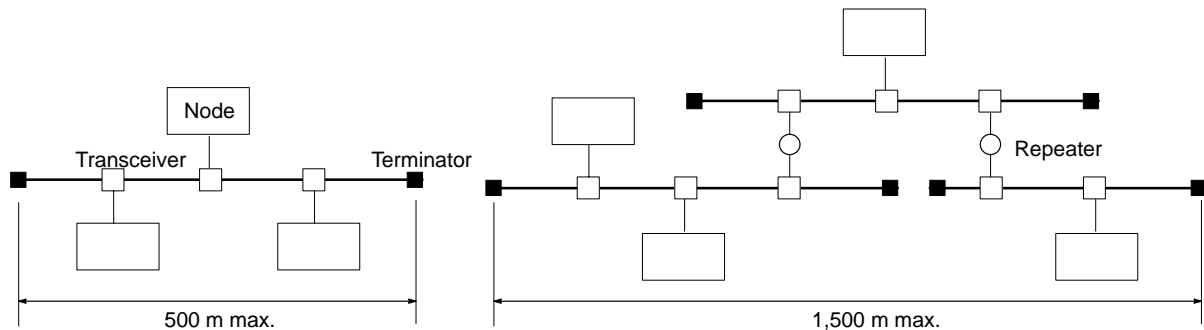 Node
Transceiver
Terminator
500 m max.
Repeater
1,500 m max.